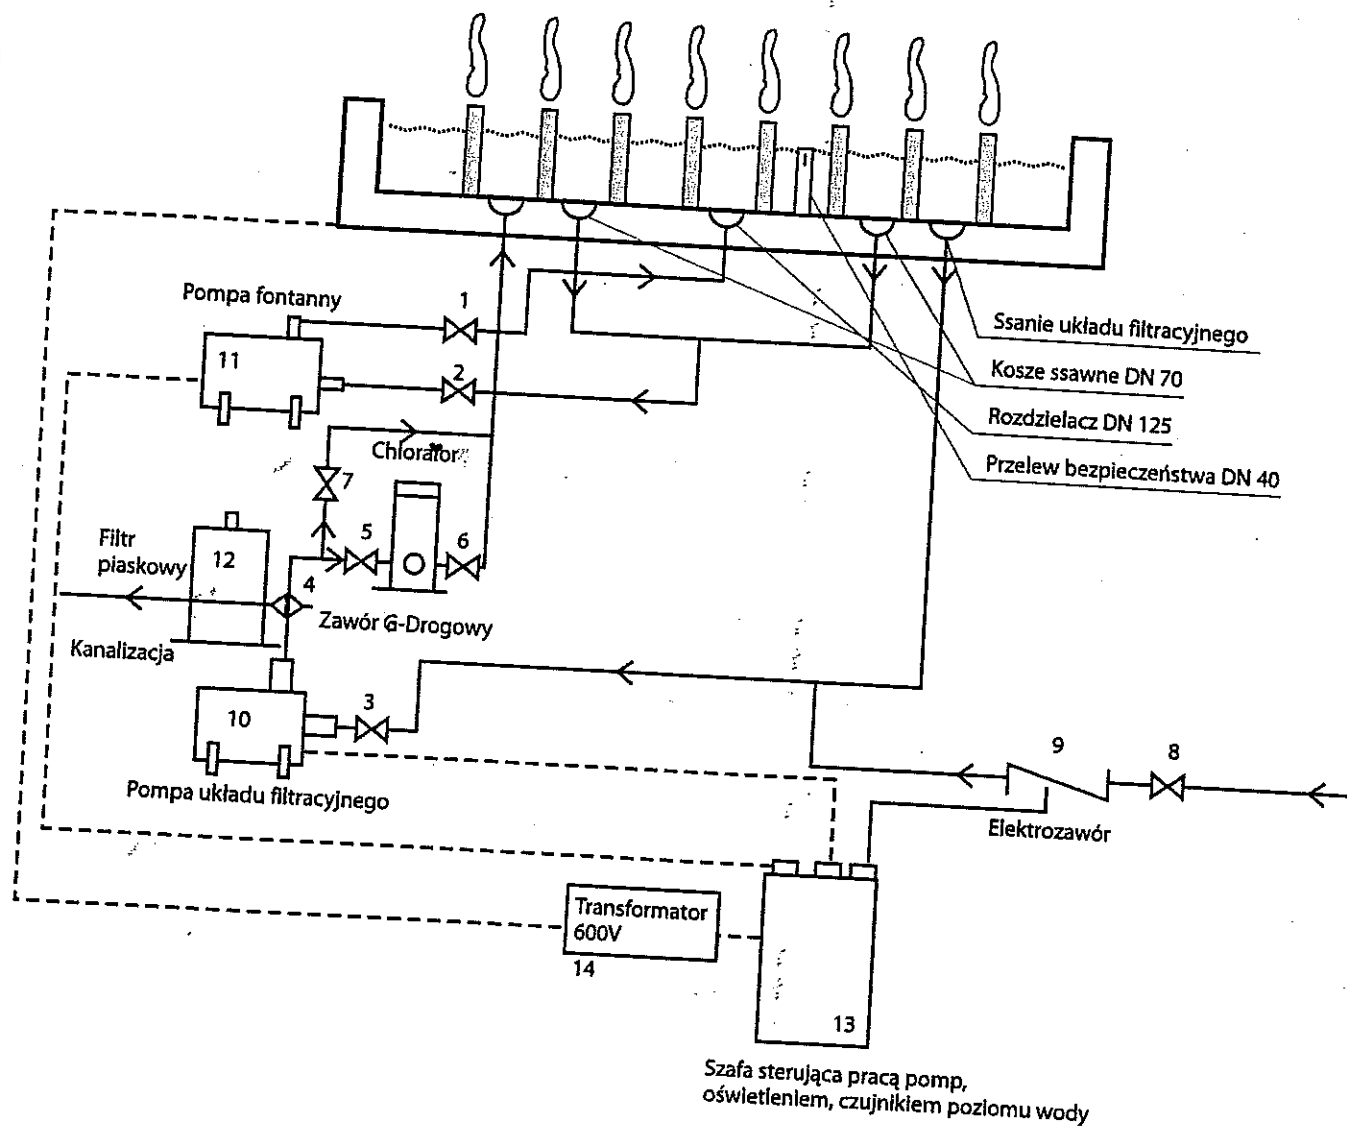 Pompa fontanny
1
11
2
Ssanie układu filtracyjnego
Kosze ssawne DN 70
Rozdzielacz DN 125
Przelew bezpieczeństwa DN 40
Chlorator
7
5
6
Filtr
piaskowy
12
4
Zawór G-Drogowy
Kanalizacja
3
10
Pompa układu filtracyjnego
9
8
Elektrozawór
Transformator
600V
14
13
Szafa sterująca pracą pomp,
oświetleniem, czujnikiem poziomu wody